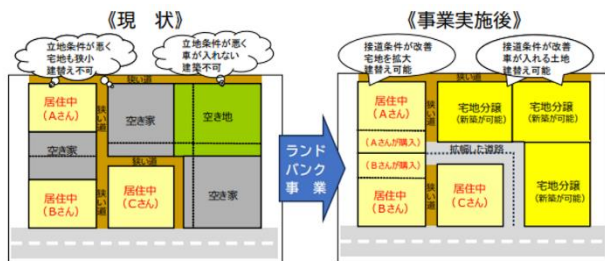 《現　状》
立地条件が悪く
宅地も狭小
建替え不可
立地条件が悪く
車が入れない
建築不可
狭い道
居住中
(Aさん)
狭い道
空き家
空き地
空き家
狭い道
居住中
(Bさん)
狭い道
居住中
(Cさん)
空き家
ランド
バンク
事業
《事業実施後》
接道条件が改善
宅地を拡大
建替え可能
接道条件が改善
車が入れる土地
建替え可能
狭い道
居住中
(Aさん)
狭い道
宅地分譲
(新築が可能)
宅地分譲
(新築が可能)
(Aさんが購入)
拡幅した道路
(Bさんが購入)
居住中
(Bさん)
狭い道
居住中
(Cさん)
宅地分譲
(新築が可能)